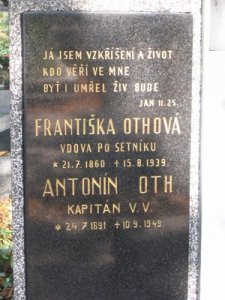 JÁ JSEM VZKŘÍŠENÍ A ŽIVOT
KDO VĚŘÍ VE MNE
BYŤ I UMŘEL ŽIV BUDE
JAN 11.25.
FRANTIŠKA OTHOVÁ
VDOVA PO SETNÍKU
* 21.7.1860 +15.8.1939.
ANTONÍN OTH
KAPITÁN V.V.
* 24.7.1891 +10.9.1949